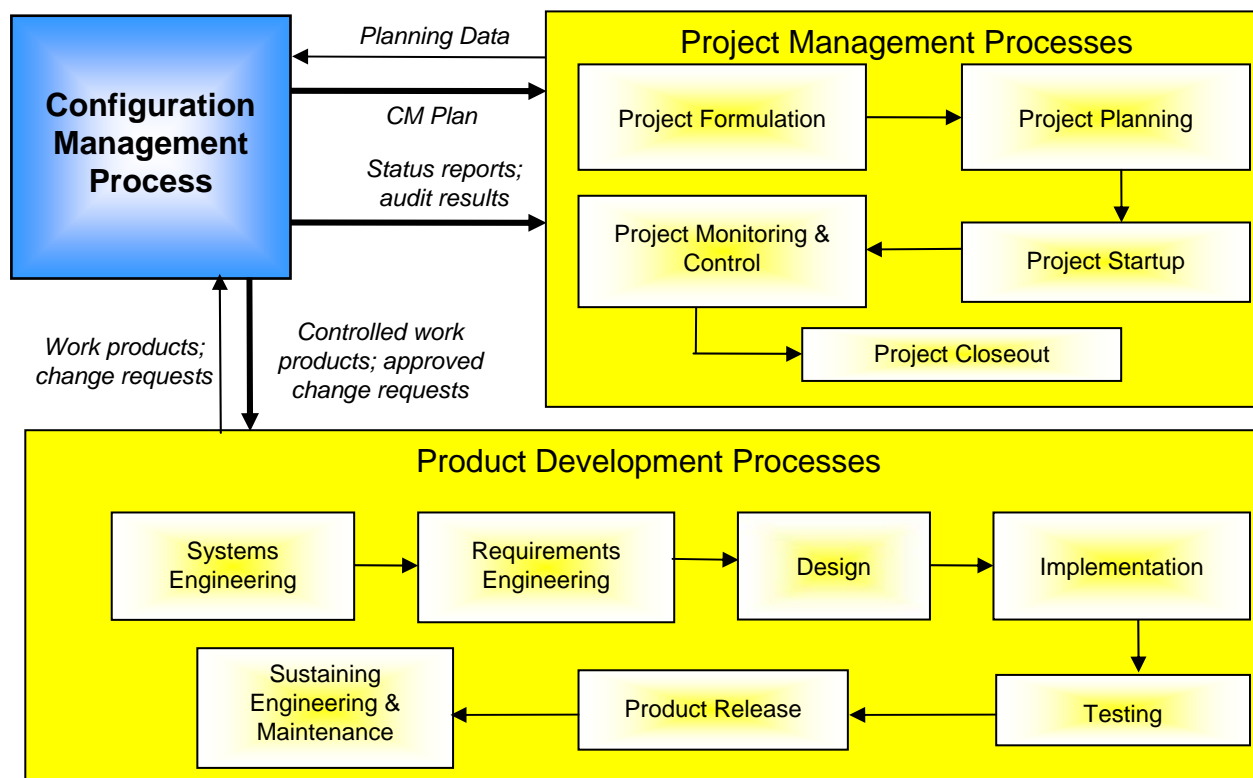 Configuration
Management
Process
Planning Data
CM Plan
Status reports;
audit results
Project Management Processes
Project Formulation
Project Planning
Project Monitoring &
Control
Project Startup
Project Closeout
Work products;
change requests
Controlled work
products; approved
change requests
Product Development Processes
Systems
Engineering
Requirements
Engineering
Design
Implementation
Sustaining
Engineering &
Maintenance
Product Release
Testing